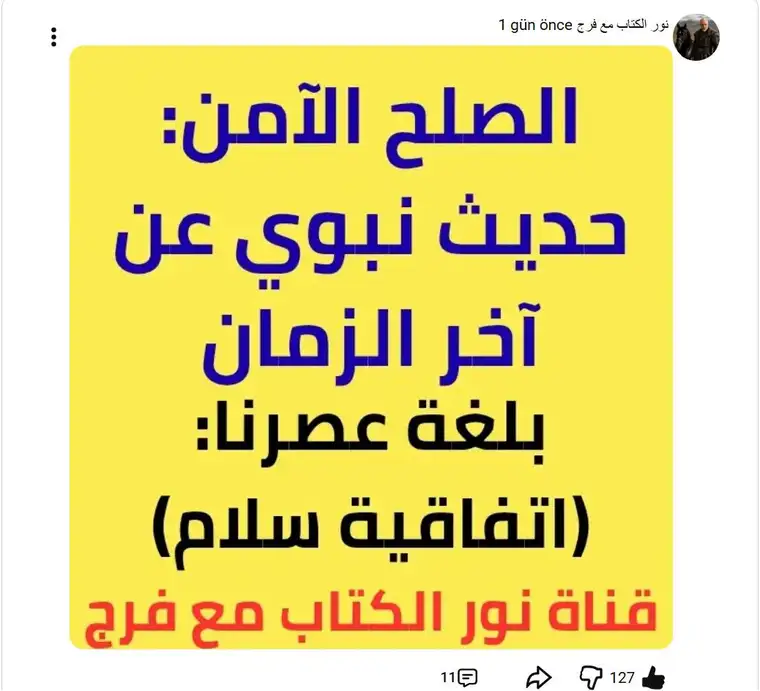 نور الكتاب مع فرج 1 gün önce
الصلح الآمن:
حديث نبوي عن
آخر الزمان
بلغة عصرنا:
(اتفاقية سلام)
قناة نور الكتاب مع فرج
127
11